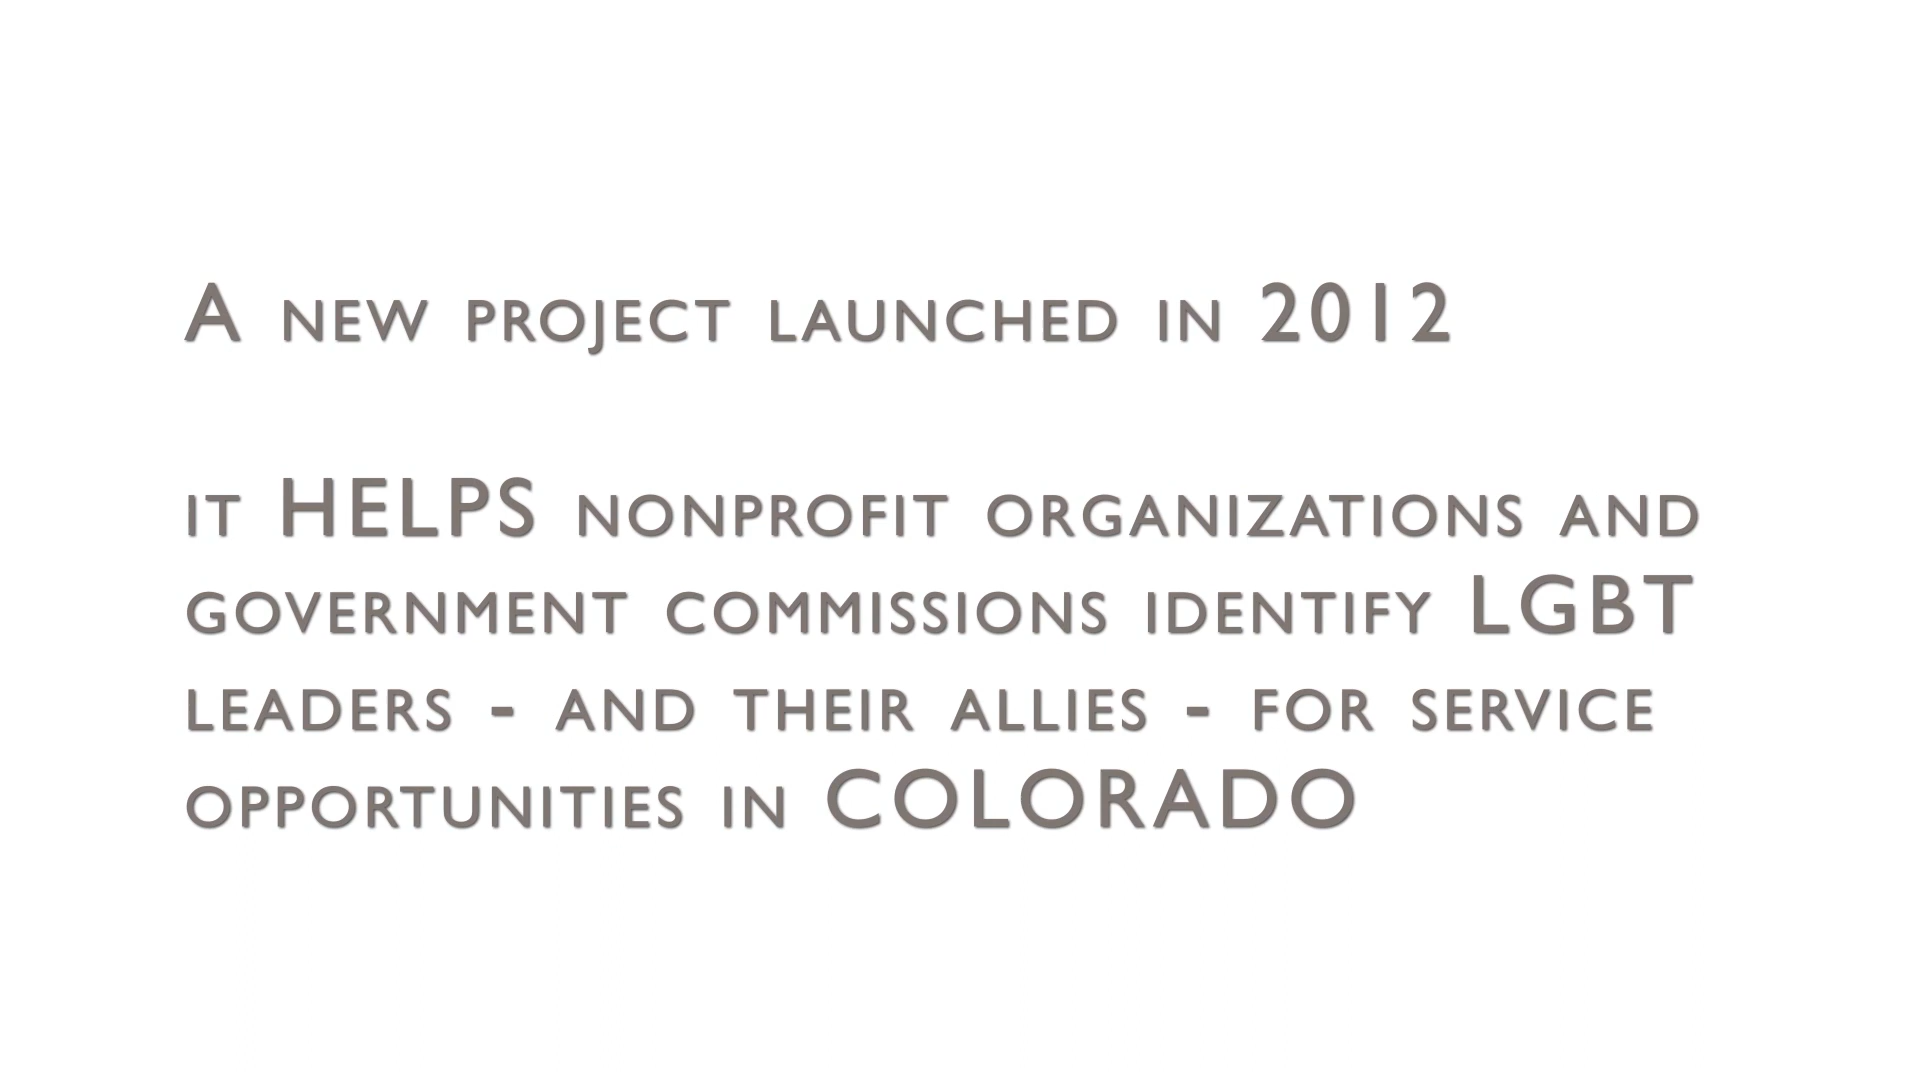 A new project launched in 2012
it HELPS nonprofit organizations and
government commissions identify LGBT
leaders - and their allies - for service
opportunities in COLORADO